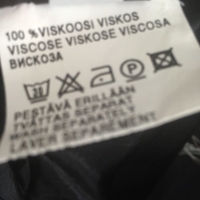 100 % VISKOOSI VISKOS
VISCOSE VISKOSE VISCOSA
ВИСКОЗА
PESTÄVÄ ERILLÄÄN
TVÄTTAS SEPARAT
WASH SEPARATELY
LAVER SEPAREMENT